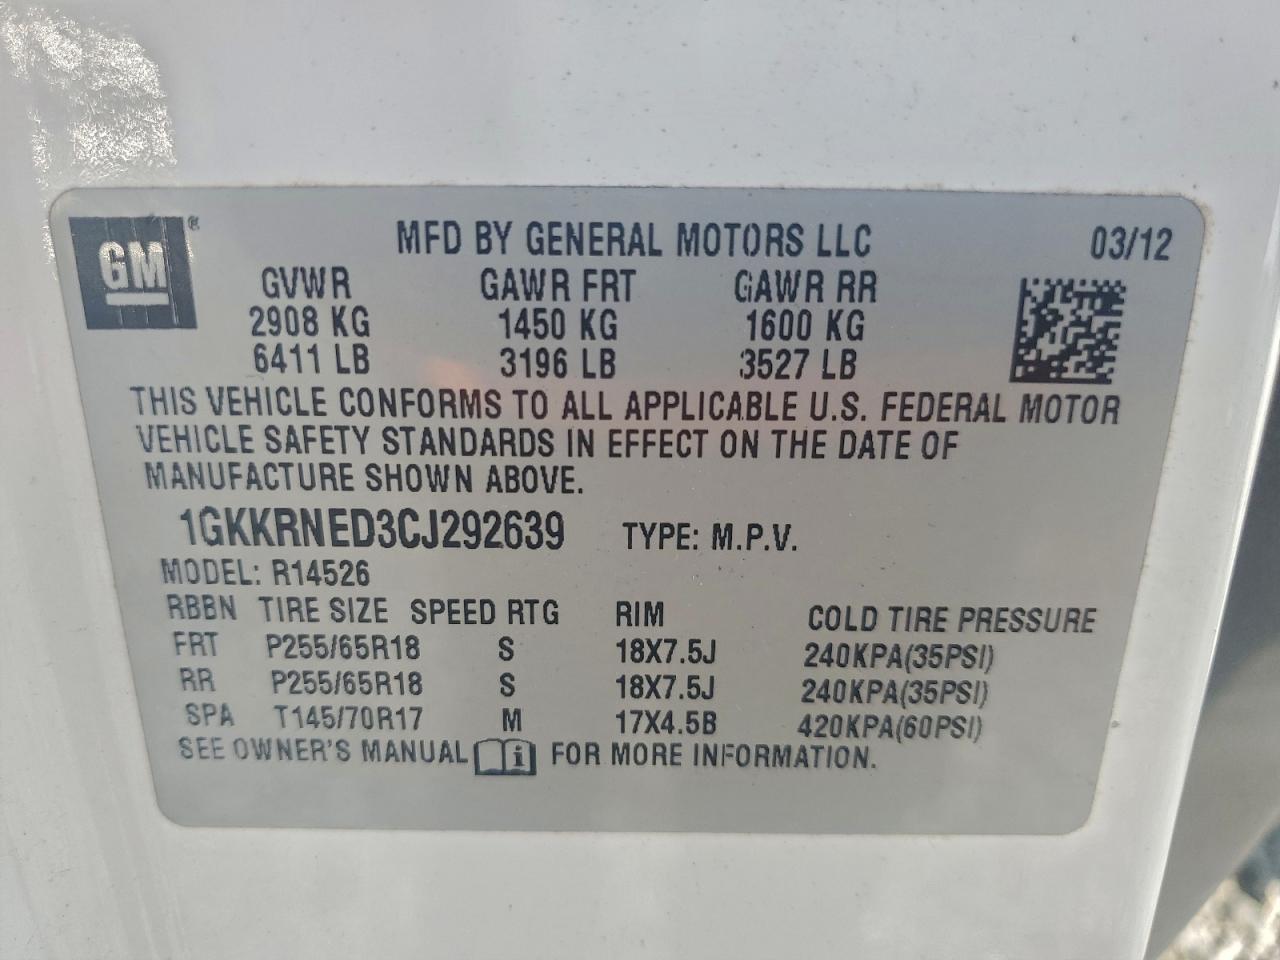 GM ®
MFD BY GENERAL MOTORS LLC 03/12
GVWR GAWR FRT GAWR RR
2908 KG 1450 KG 1600 KG
6411 LB 3196 LB 3527 LB
THIS VEHICLE CONFORMS TO ALL APPLICABLE U.S. FEDERAL MOTOR
VEHICLE SAFETY STANDARDS IN EFFECT ON THE DATE OF
MANUFACTURE SHOWN ABOVE.
1GKKRNED3CJ292639 TYPE: M.P.V.
MODEL: R14526
RBBN TIRE SIZE SPEED RTG RIM COLD TIRE PRESSURE
FRT P255/65R18 S 18X7.5J 240KPA(35PSI)
RR P255/65R18 S 18X7.5J 240KPA(35PSI)
SPA T145/70R17 M 17X4.5B 420KPA(60PSI)
SEE OWNER'S MANUAL i FOR MORE INFORMATION.